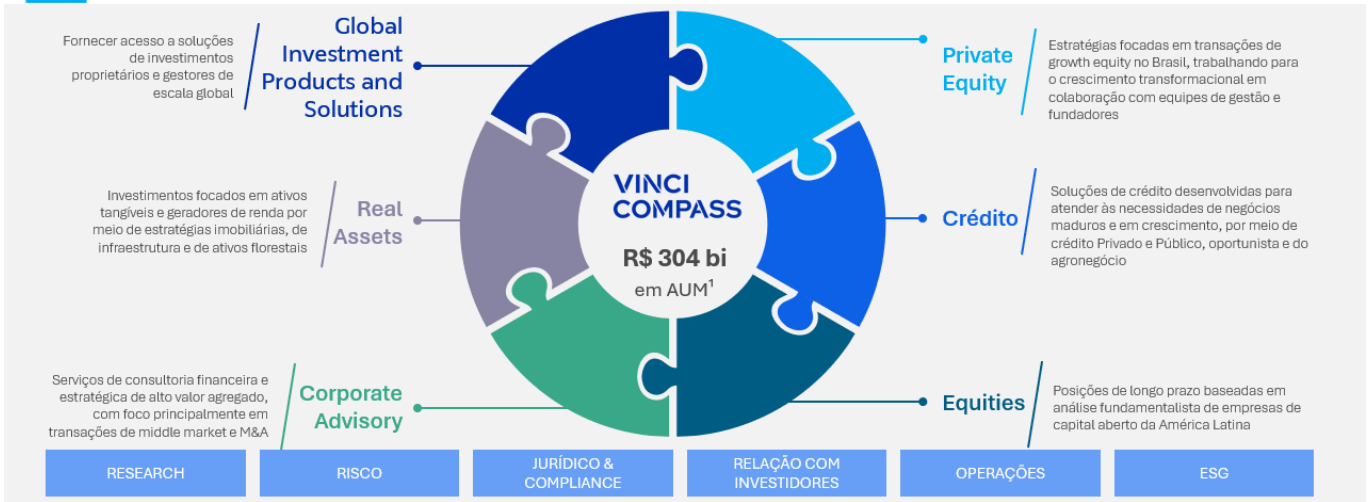 Fornecer acesso a soluções
de investimentos
proprietários e gestores de
escala global
Global
Investment
Products and
Solutions
Private
Equity
Estratégias focadas em transações de
growth equity no Brasil, trabalhando para
o crescimento transformacional em
colaboração com equipes de gestão e
fundadores
Investimentos focados em ativos
tangíveis e geradores de renda por
meio de estratégias imobiliárias, de
infraestrutura e de ativos florestais
Real
Assets
VINCI
COMPASS
R$ 304 bi
em AUM¹
Crédito
Soluções de crédito desenvolvidas para
atender às necessidades de negócios
maduros e em crescimento, por meio de
crédito Privado e Público, oportunista e do
agronegócio
Serviços de consultoria financeira e
estratégica de alto valor agregado,
com foco principalmente em
transações de middle market e M&A
Corporate
Advisory
Equities
Posições de longo prazo baseadas em
análise fundamentalista de empresas de
capital aberto da América Latina
RESEARCH
RISCO
JURÍDICO &
COMPLIANCE
RELAÇÃO COM
INVESTIDORES
OPERAÇÕES
ESG